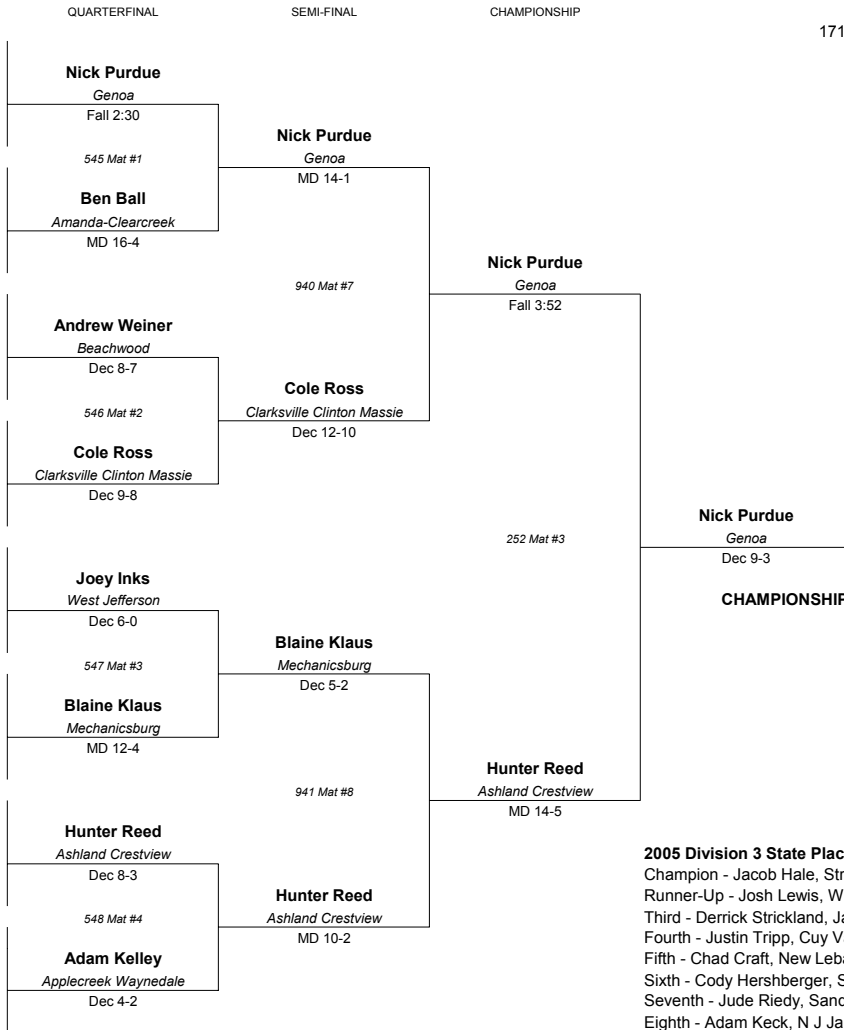 QUARTERFINAL SEMI-FINAL CHAMPIONSHIP
171
Nick Purdue
Genoa
Fall 2:30
545 Mat #1
Ben Ball
Amanda-Clearcreek
MD 16-4
Nick Purdue
Genoa
MD 14-1
940 Mat #7
Andrew Weiner
Beachwood
Dec 8-7
546 Mat #2
Cole Ross
Clarksville Clinton Massie
Dec 9-8
Cole Ross
Clarksville Clinton Massie
Dec 12-10
Nick Purdue
Genoa
Fall 3:52
252 Mat #3
Nick Purdue
Genoa
Dec 9-3
CHAMPIONSHIP
Joey Inks
West Jefferson
Dec 6-0
547 Mat #3
Blaine Klaus
Mechanicsburg
MD 12-4
Blaine Klaus
Mechanicsburg
Dec 5-2
941 Mat #8
Hunter Reed
Ashland Crestview
MD 14-5
Hunter Reed
Ashland Crestview
Dec 8-3
548 Mat #4
Adam Kelley
Applecreek Waynedale
Dec 4-2
Hunter Reed
Ashland Crestview
MD 10-2
2005 Division 3 State
Champion - Jacob Hale,
Runner-Up - Josh Lewis,
Third - Derrick Strickland,
Fourth - Justin Tripp, Cuy
Fifth - Chad Craft, New
Sixth - Cody Hershberger,
Seventh - Jude Riedy,
Eighth - Adam Keck, N J